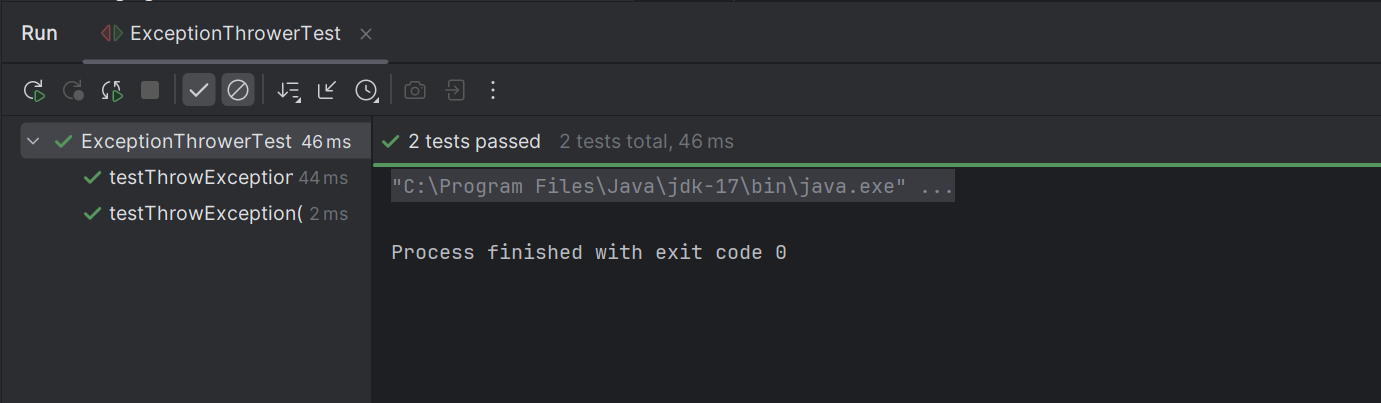 Run ExceptionThrowerTest
ExceptionThrowerTest 46 ms
2 tests passed 2 tests total, 46 ms
testThrowException 44 ms
testThrowException( 2 ms
"C:\Program Files\Java\jdk-17\bin\java.exe" ...
Process finished with exit code 0